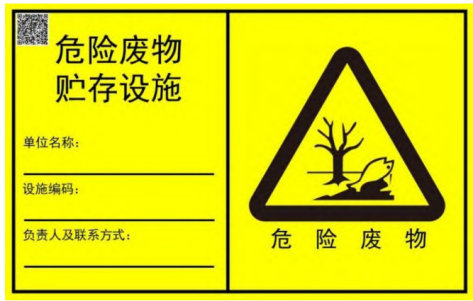 危险废物
贮存设施
单位名称：
设施编码：
负责人及联系方式：
危险废物